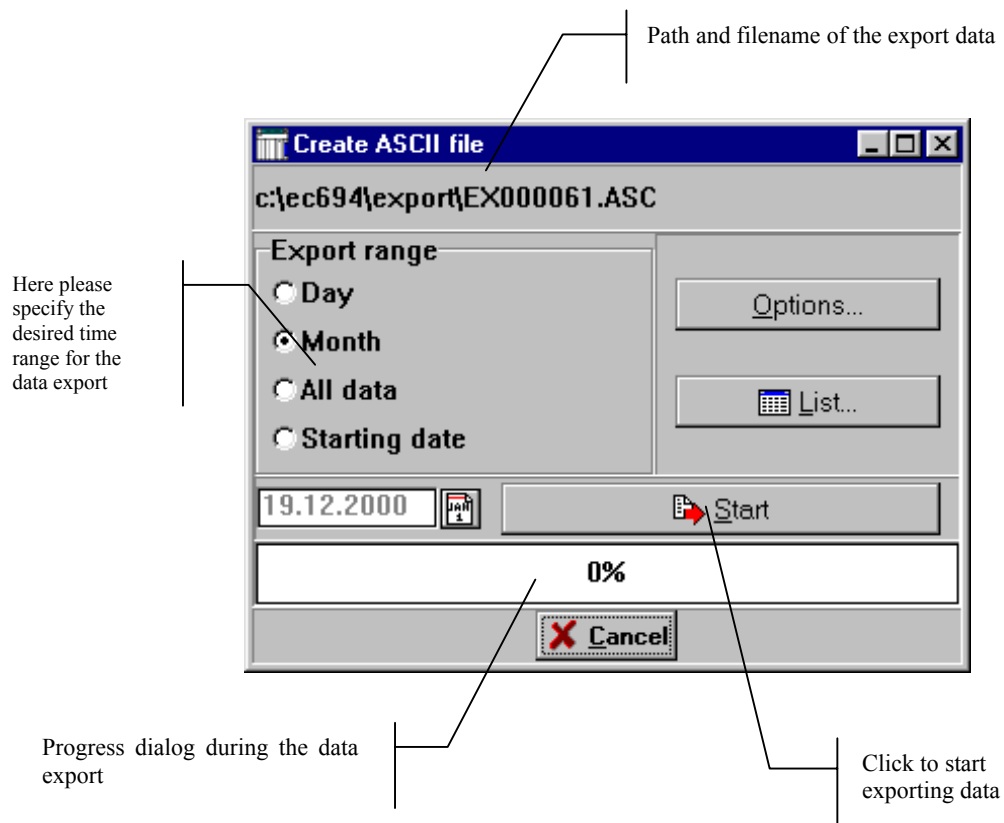 Path and filename of the export data
Create ASCII file
c:\ec694\export\EX000061.ASC
Export range
Day
Month
All data
Starting date
Options...
List...
Here please
specify the
desired time
range for the
data export
19.12.2000
JAN
1
Start
0%
Cancel
Progress dialog during the data
export
Click to start
exporting data